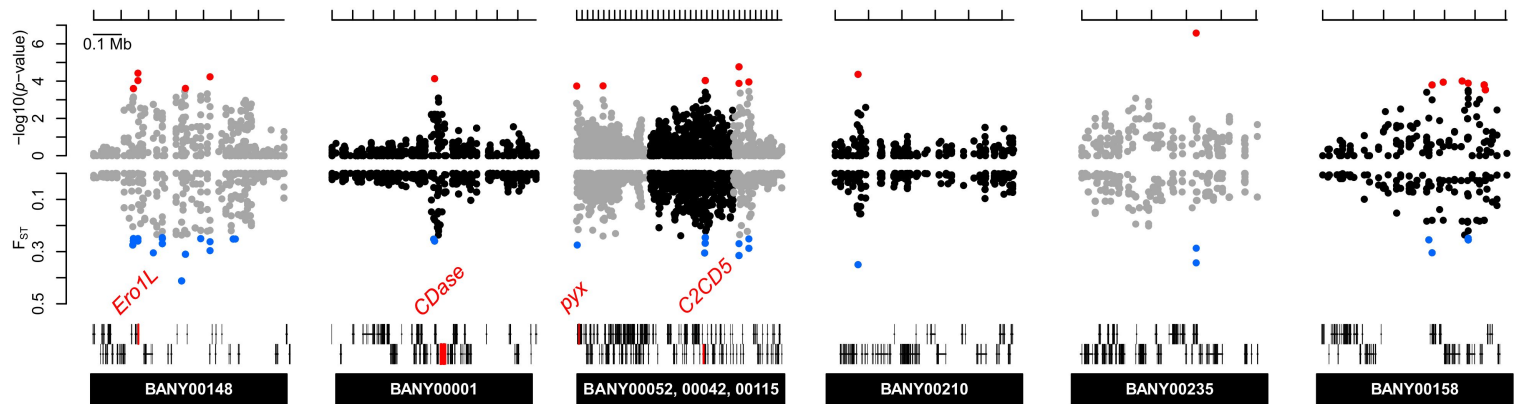 0.1 Mb
−log10(p−value)
6
4
2
0
0.1
0.3
0.5
FST
Ero1L
CDase
pyx
C2CD5
BANY00148
BANY00001
BANY00052, 00042, 00115
BANY00210
BANY00235
BANY00158